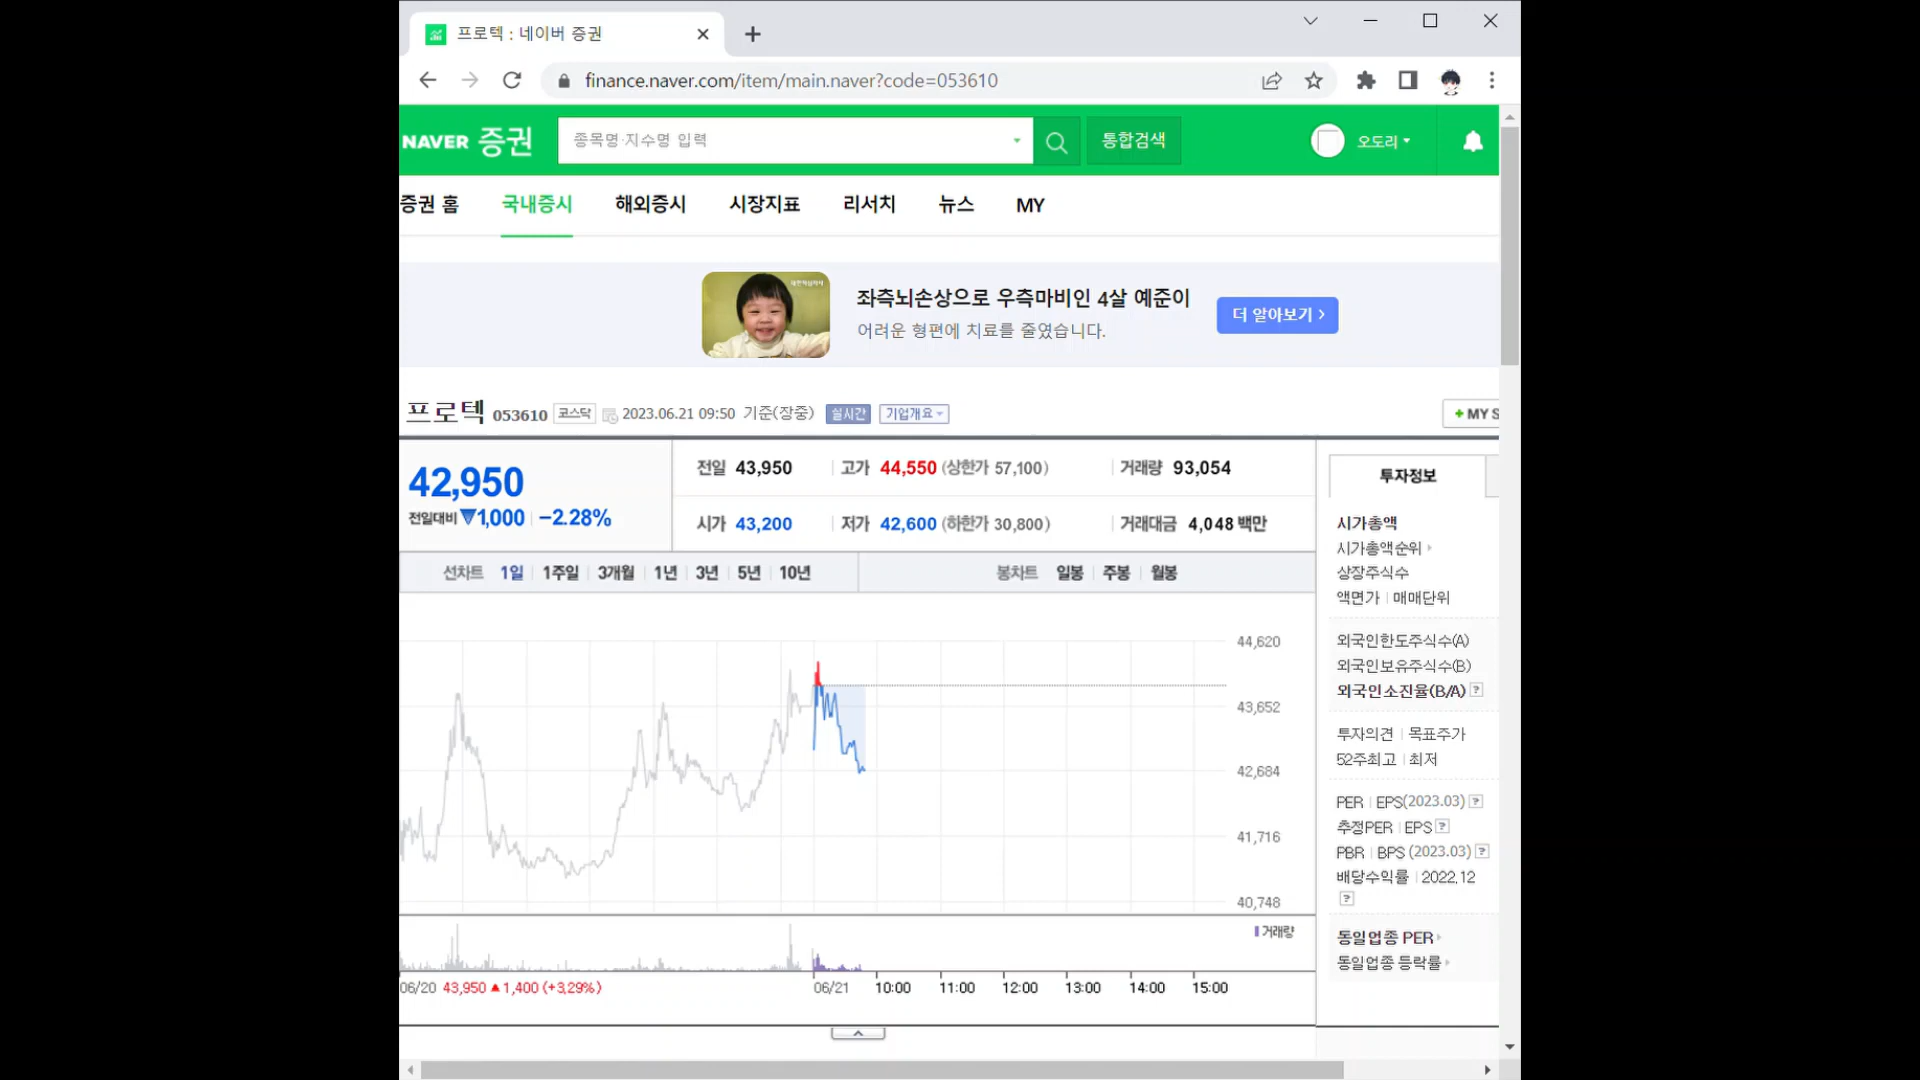 프로텍 : 네이버 증권
finance.naver.com/item/main.naver?code=053610
NAVER 증권
종목명·지수명 입력
통합검색
오도리
증권 홈 국내증시 해외증시 시장지표 리서치 뉴스 MY
좌측뇌손상으로 우측마비인 4살 예준이
어려운 형편에 치료를 줄였습니다.
더 알아보기
프로텍 053610 코스닥 2023.06.21 09:50 기준(장중) 실시간 기업개요
+ MY S
42,950
전일대비 ▼1,000 -2.28%
전일 43,950 고가 44,550 (상한가 57,100) 거래량 93,054
시가 43,200 저가 42,600 (하한가 30,800) 거래대금 4,048 백만
선차트 1일 1주일 3개월 1년 3년 5년 10년
봉차트 일봉 주봉 월봉
44,620
43,652
42,684
41,716
40,748
거래량
06/20 43,950 ▲1,400 (+3,29%)
06/21 10:00 11:00 12:00 13:00 14:00 15:00
투자정보
시가총액
시가총액순위
상장주식수
액면가 | 매매단위
외국인한도주식수(A)
외국인보유주식수(B)
외국인소진율(B/A) ?
투자의견 | 목표주가
52주최고 | 최저
PER | EPS(2023.03) ?
추정PER | EPS ?
PBR | BPS (2023.03) ?
배당수익률 | 2022.12
?
동일업종 PER
동일업종 등락률